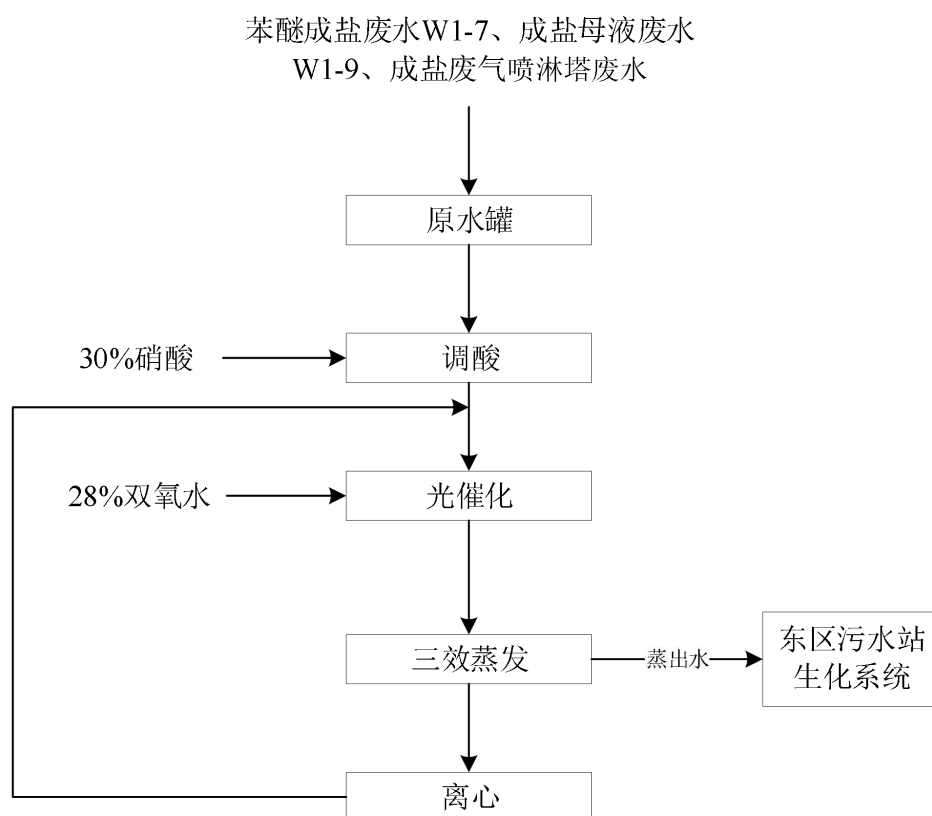 苯醚成盐废水W1-7、成盐母液废水
W1-9、成盐废气喷淋塔废水
原水罐
30%硝酸
调酸
28%双氧水
光催化
三效蒸发
蒸出水
东区污水站
生化系统
离心